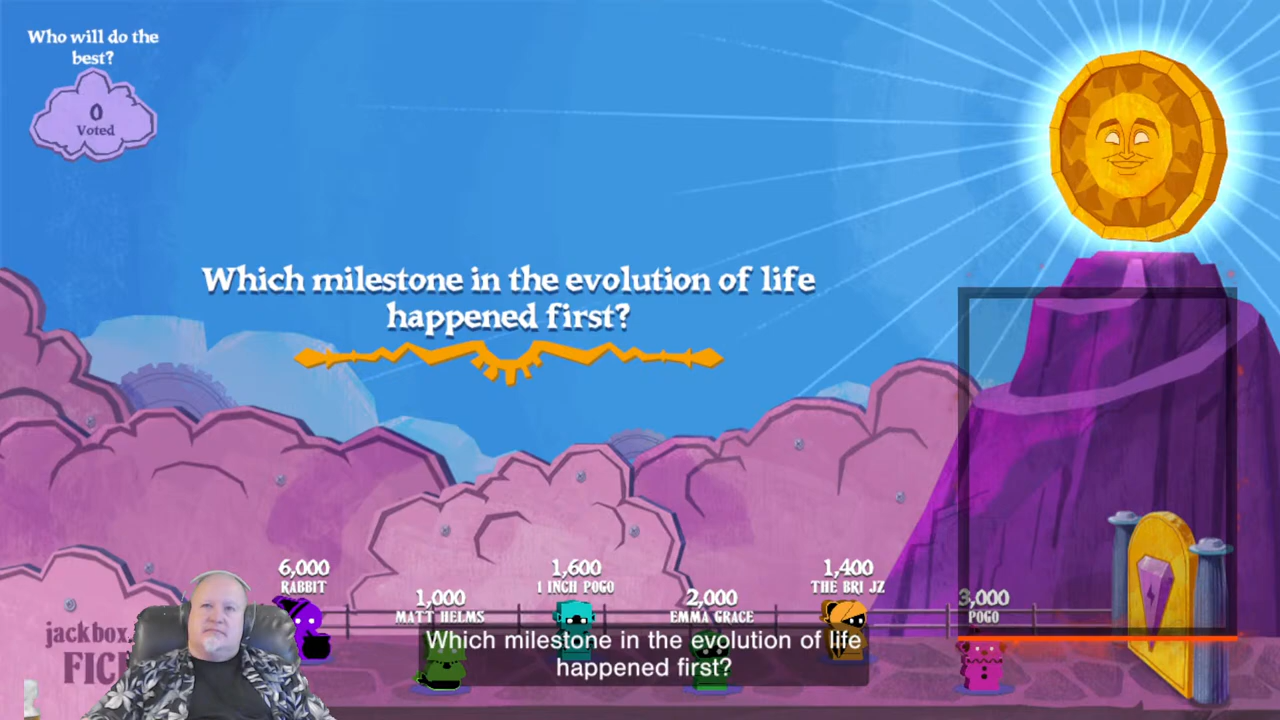 Who will do the
best?
0
Voted
Which milestone in the evolution of life
happened first?
6,000
RABBIT
1,000
MATT HELMS
1,600
1 INCH POGO
2,000
EMMA GRACE
1,400
THE BRI JZ
3,000
POGO
jackbox.
FIC
Which milestone in the evolution of life
happened first?